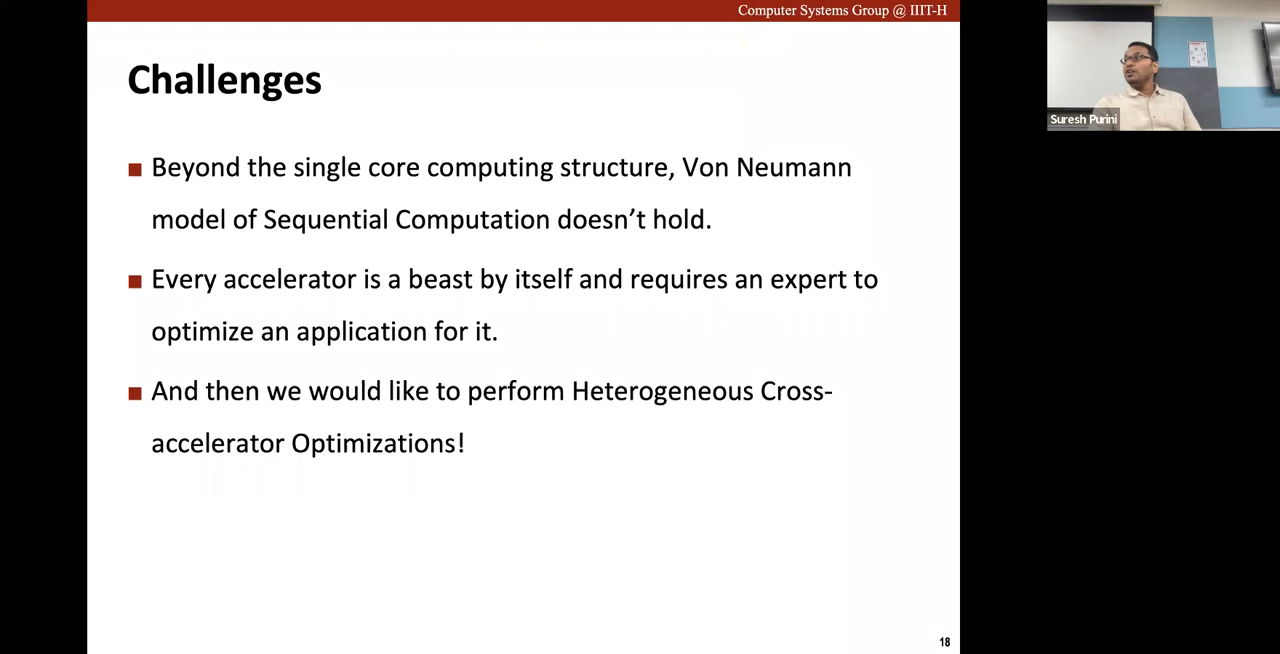 Computer Systems Group @ IIIT-H
Challenges
Beyond the single core computing structure, Von Neumann
model of Sequential Computation doesn’t hold.
Every accelerator is a beast by itself and requires an expert to
optimize an application for it.
And then we would like to perform Heterogeneous Cross-
accelerator Optimizations!
18
Suresh Purini